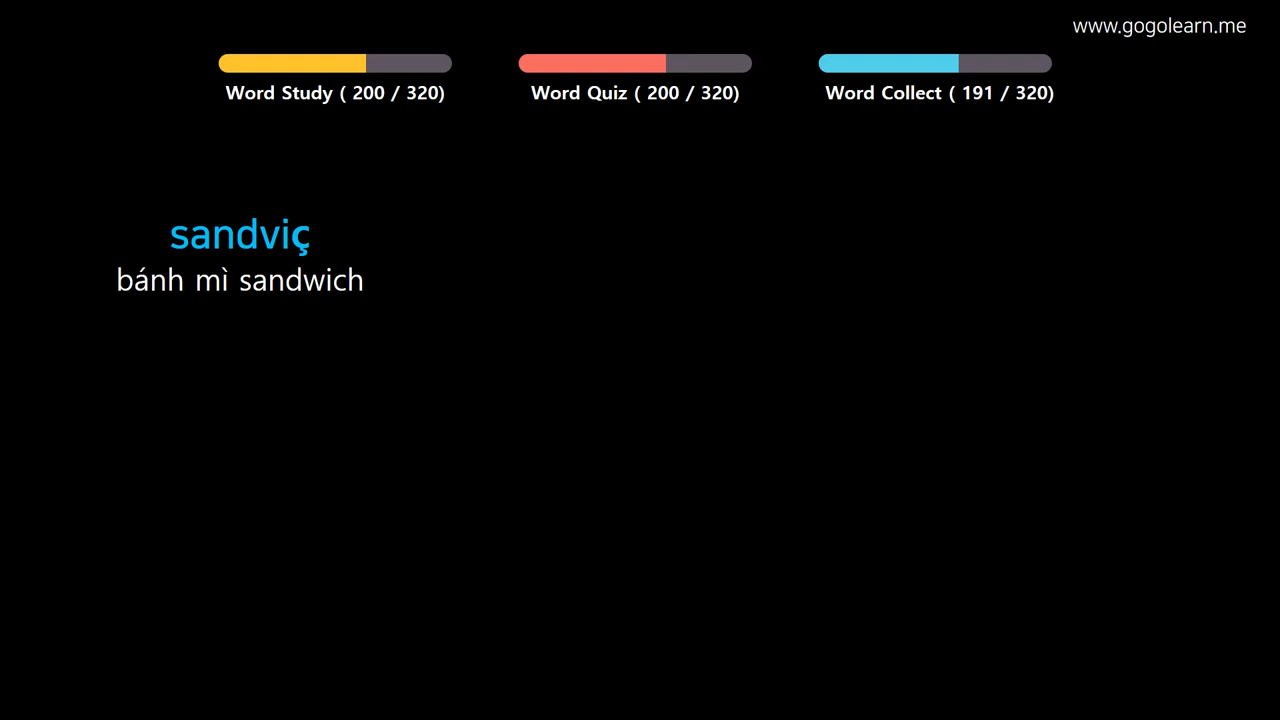 www.gogolearn.me
Word Study ( 200 / 320)
Word Quiz ( 200 / 320)
Word Collect ( 191 / 320)
sandviç
bánh mì sandwich